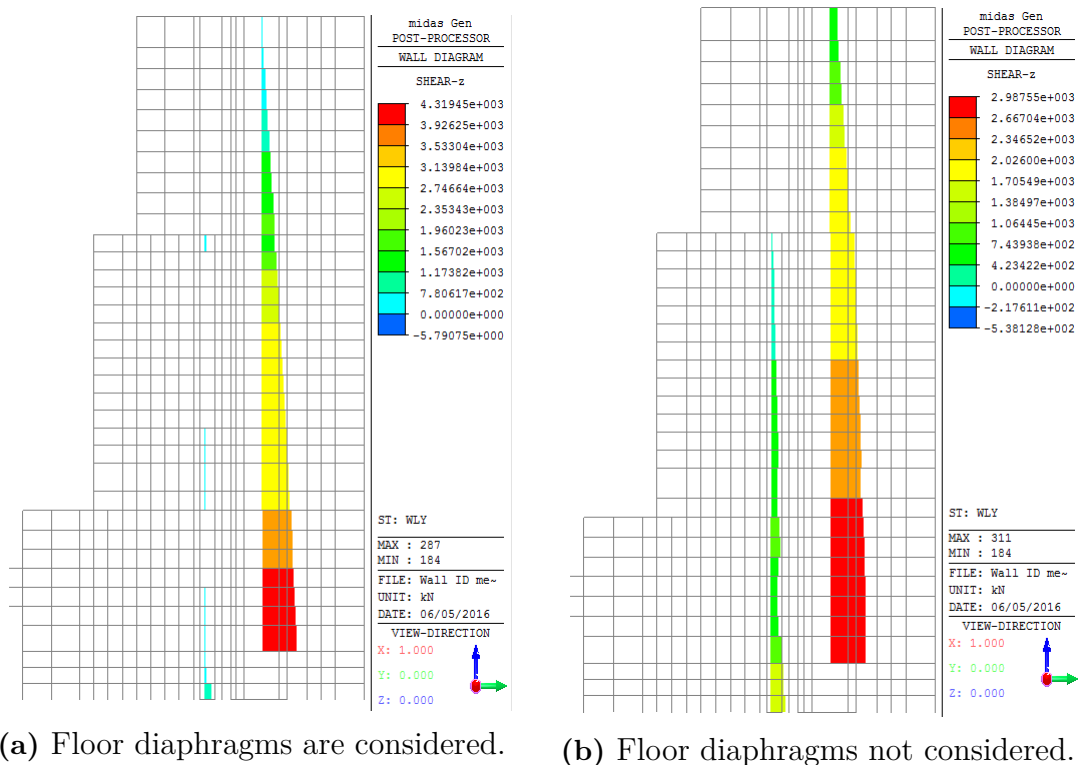 midas Gen
POST-PROCESSOR
WALL DIAGRAM
SHEAR-z
4.31945e+003
3.92625e+003
3.53304e+003
3.13984e+003
2.74664e+003
2.35343e+003
1.96023e+003
1.56702e+003
1.17382e+003
7.80617e+002
0.00000e+000
-5.79075e+000
ST: WLY
MAX : 287
MIN : 184
FILE: Wall ID me~
UNIT: kN
DATE: 06/05/2016
VIEW-DIRECTION
X: 1.000
Y: 0.000
Z: 0.000
(a) Floor diaphragms are considered.
midas Gen
POST-PROCESSOR
WALL DIAGRAM
SHEAR-z
2.98755e+003
2.66704e+003
2.34652e+003
2.02600e+003
1.70549e+003
1.38497e+003
1.06445e+003
7.43938e+002
4.23422e+002
0.00000e+000
-2.17611e+002
-5.38128e+002
ST: WLY
MAX : 311
MIN : 184
FILE: Wall ID me~
UNIT: kN
DATE: 06/05/2016
VIEW-DIRECTION
X: 1.000
Y: 0.000
Z: 0.000
(b) Floor diaphragms not considered.